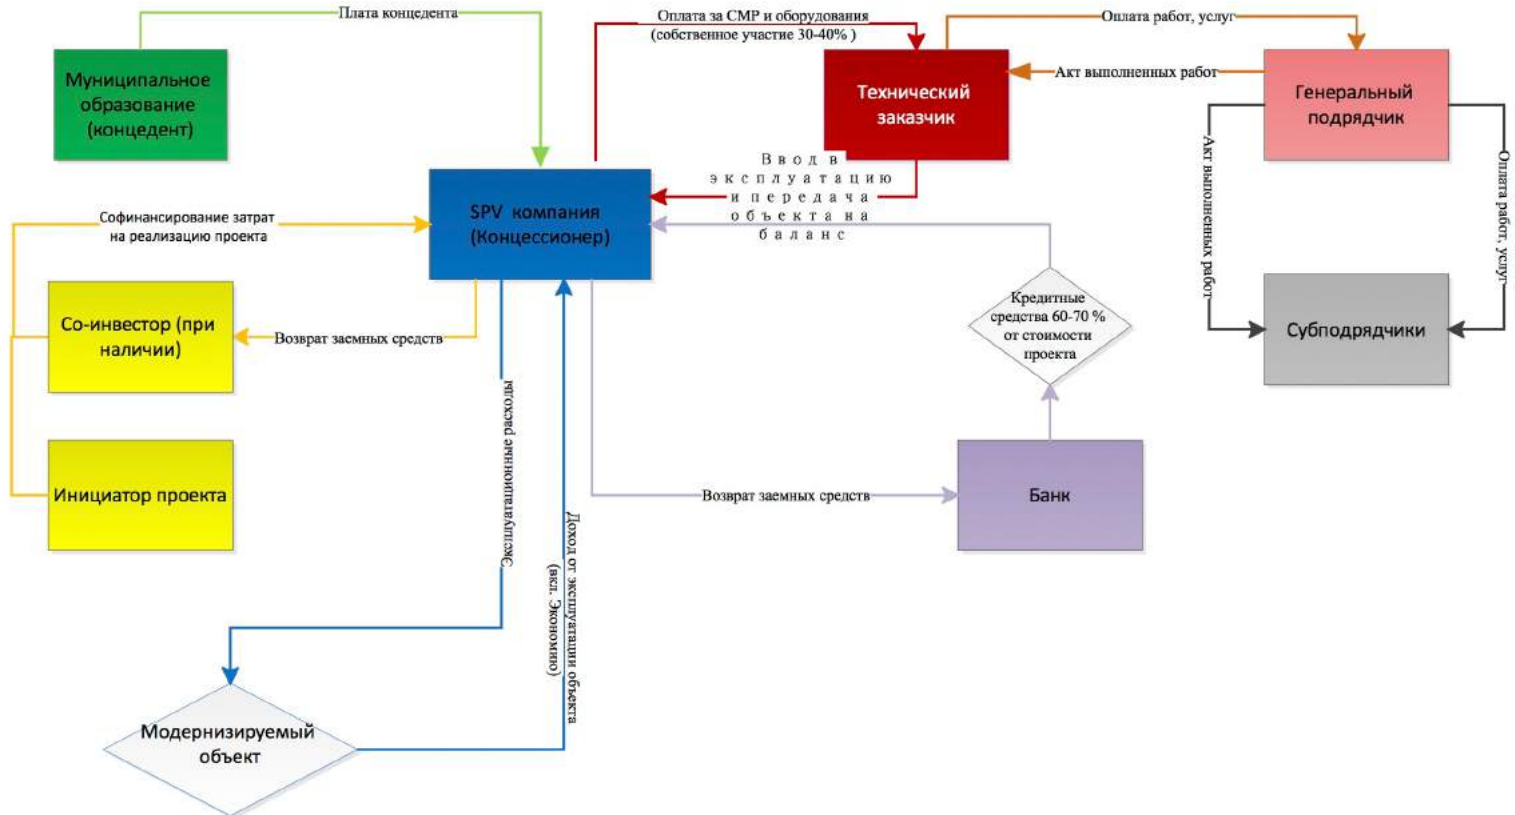 Плата концедента
Оплата за СМР и оборудования
(собственное участие 30-40% )
Оплата работ, услуг
Муниципальное
образование
(концедент)
Технический
заказчик
Акт выполненных работ
Генеральный
подрядчик
Ввод в
эксплуатацию
и передача
объекта на
баланс
Акт выполненных работ
Оплата работ, услуг
SPV компания
(Концессионер)
Софинансирование затрат
на реализацию проекта
Со-инвестор (при
наличии)
Возврат заемных средств
Кредитные
средства 60-70 %
от стоимости
проекта
Субподрядчики
Эксплуатационные расходы
Инициатор проекта
Возврат заемных средств
Банк
Доход от эксплуатации объекта
(вкл. Экономию)
Модернизируемый
объект